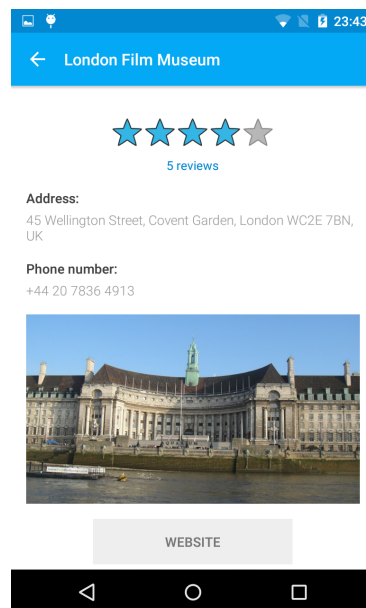 23:43
London Film Museum
5 reviews
Address:
45 Wellington Street, Covent Garden, London WC2E 7BN,
UK
Phone number:
+44 20 7836 4913
WEBSITE